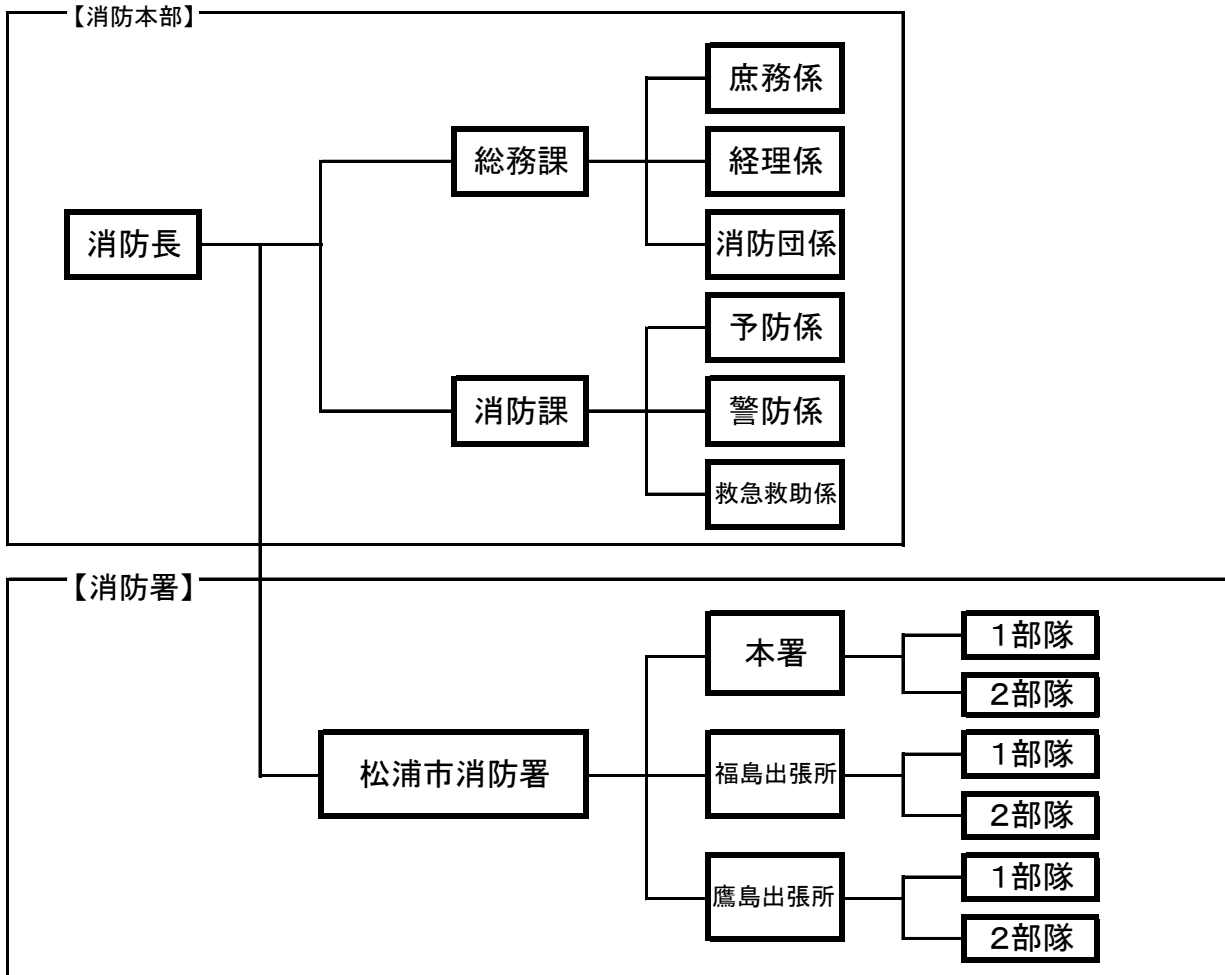 【消防本部】
庶務係
総務課
経理係
消防長
消防団係
予防係
消防課
警防係
救急救助係
【消防署】
本署
1部隊
2部隊
松浦市消防署
福島出張所
1部隊
2部隊
鷹島出張所
1部隊
2部隊